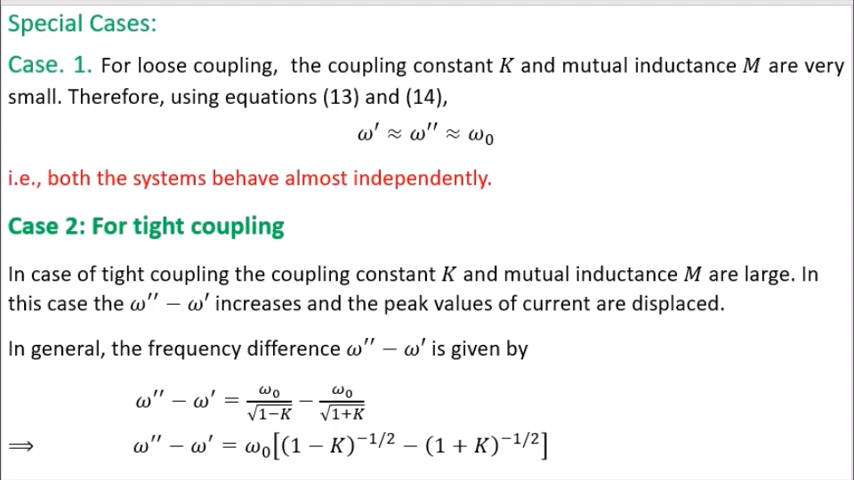 Special Cases:
Case. 1. For loose coupling, the coupling constant K and mutual inductance M are very
small. Therefore, using equations (13) and (14),
ω′ ≈ ω′′ ≈ ω₀
i.e., both the systems behave almost independently.
Case 2: For tight coupling
In case of tight coupling the coupling constant K and mutual inductance M are large. In
this case the ω′′ − ω′ increases and the peak values of current are displaced.
In general, the frequency difference ω′′ − ω′ is given by
ω′′ − ω′ = ω₀/√(1−K) − ω₀/√(1+K)
⟹ ω′′ − ω′ = ω₀[(1 − K)^−1/2 − (1 + K)^−1/2]